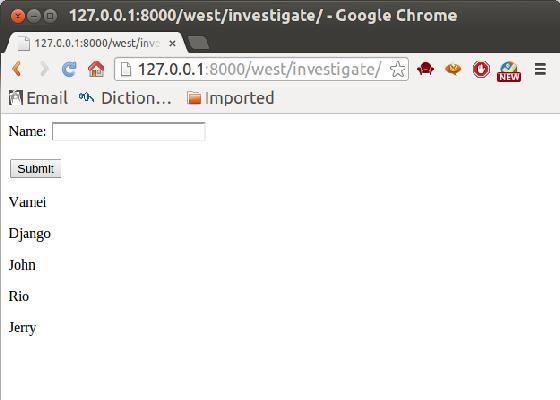 127.0.0.1:8000/west/investigate/ - Google Chrome
127.0.0.1:8000/west/inve
127.0.0.1:8000/west/investigate/
NEW
Email Diction... Imported
Name:
Submit
Vamei
Django
John
Rio
Jerry